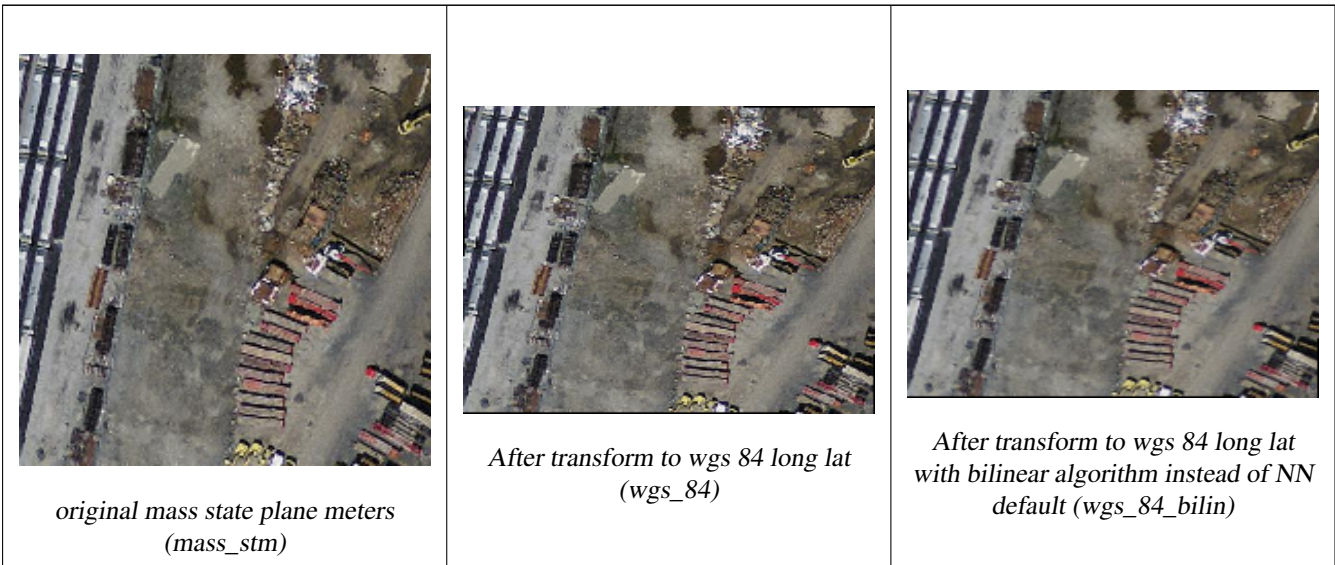 original mass state plane meters
(mass_stm)
After transform to wgs 84 long lat
(wgs_84)
After transform to wgs 84 long lat
with bilinear algorithm instead of NN
default (wgs_84_bilin)